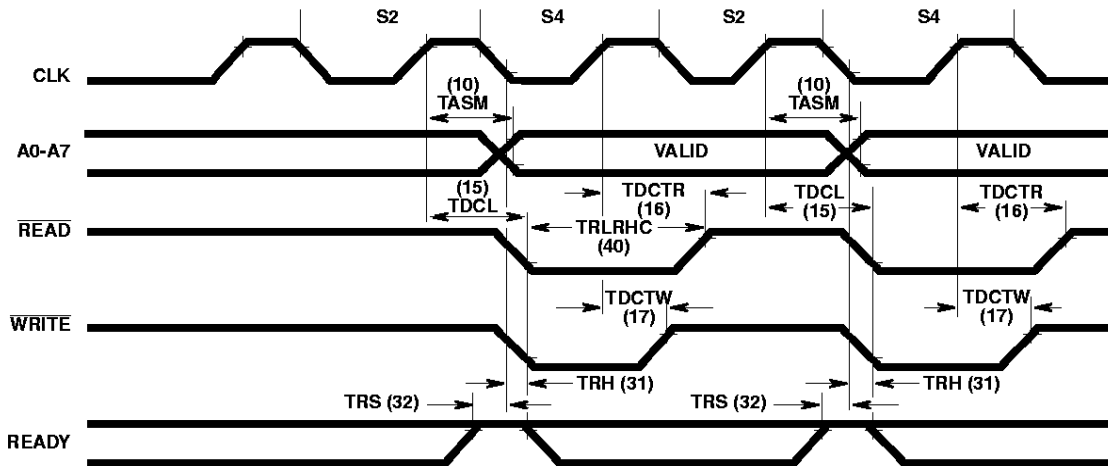 S2 S4 S2 S4
CLK
(10) (10)
TASM TASM
A0-A7 VALID VALID
(15) TDCTR TDCL TDCTR
TDCL (16) (15) (16)
READ TRLRHC
(40)
TDCTW TDCTW
WRITE (17) (17)
TRH (31) TRH (31)
TRS (32) TRS (32)
READY